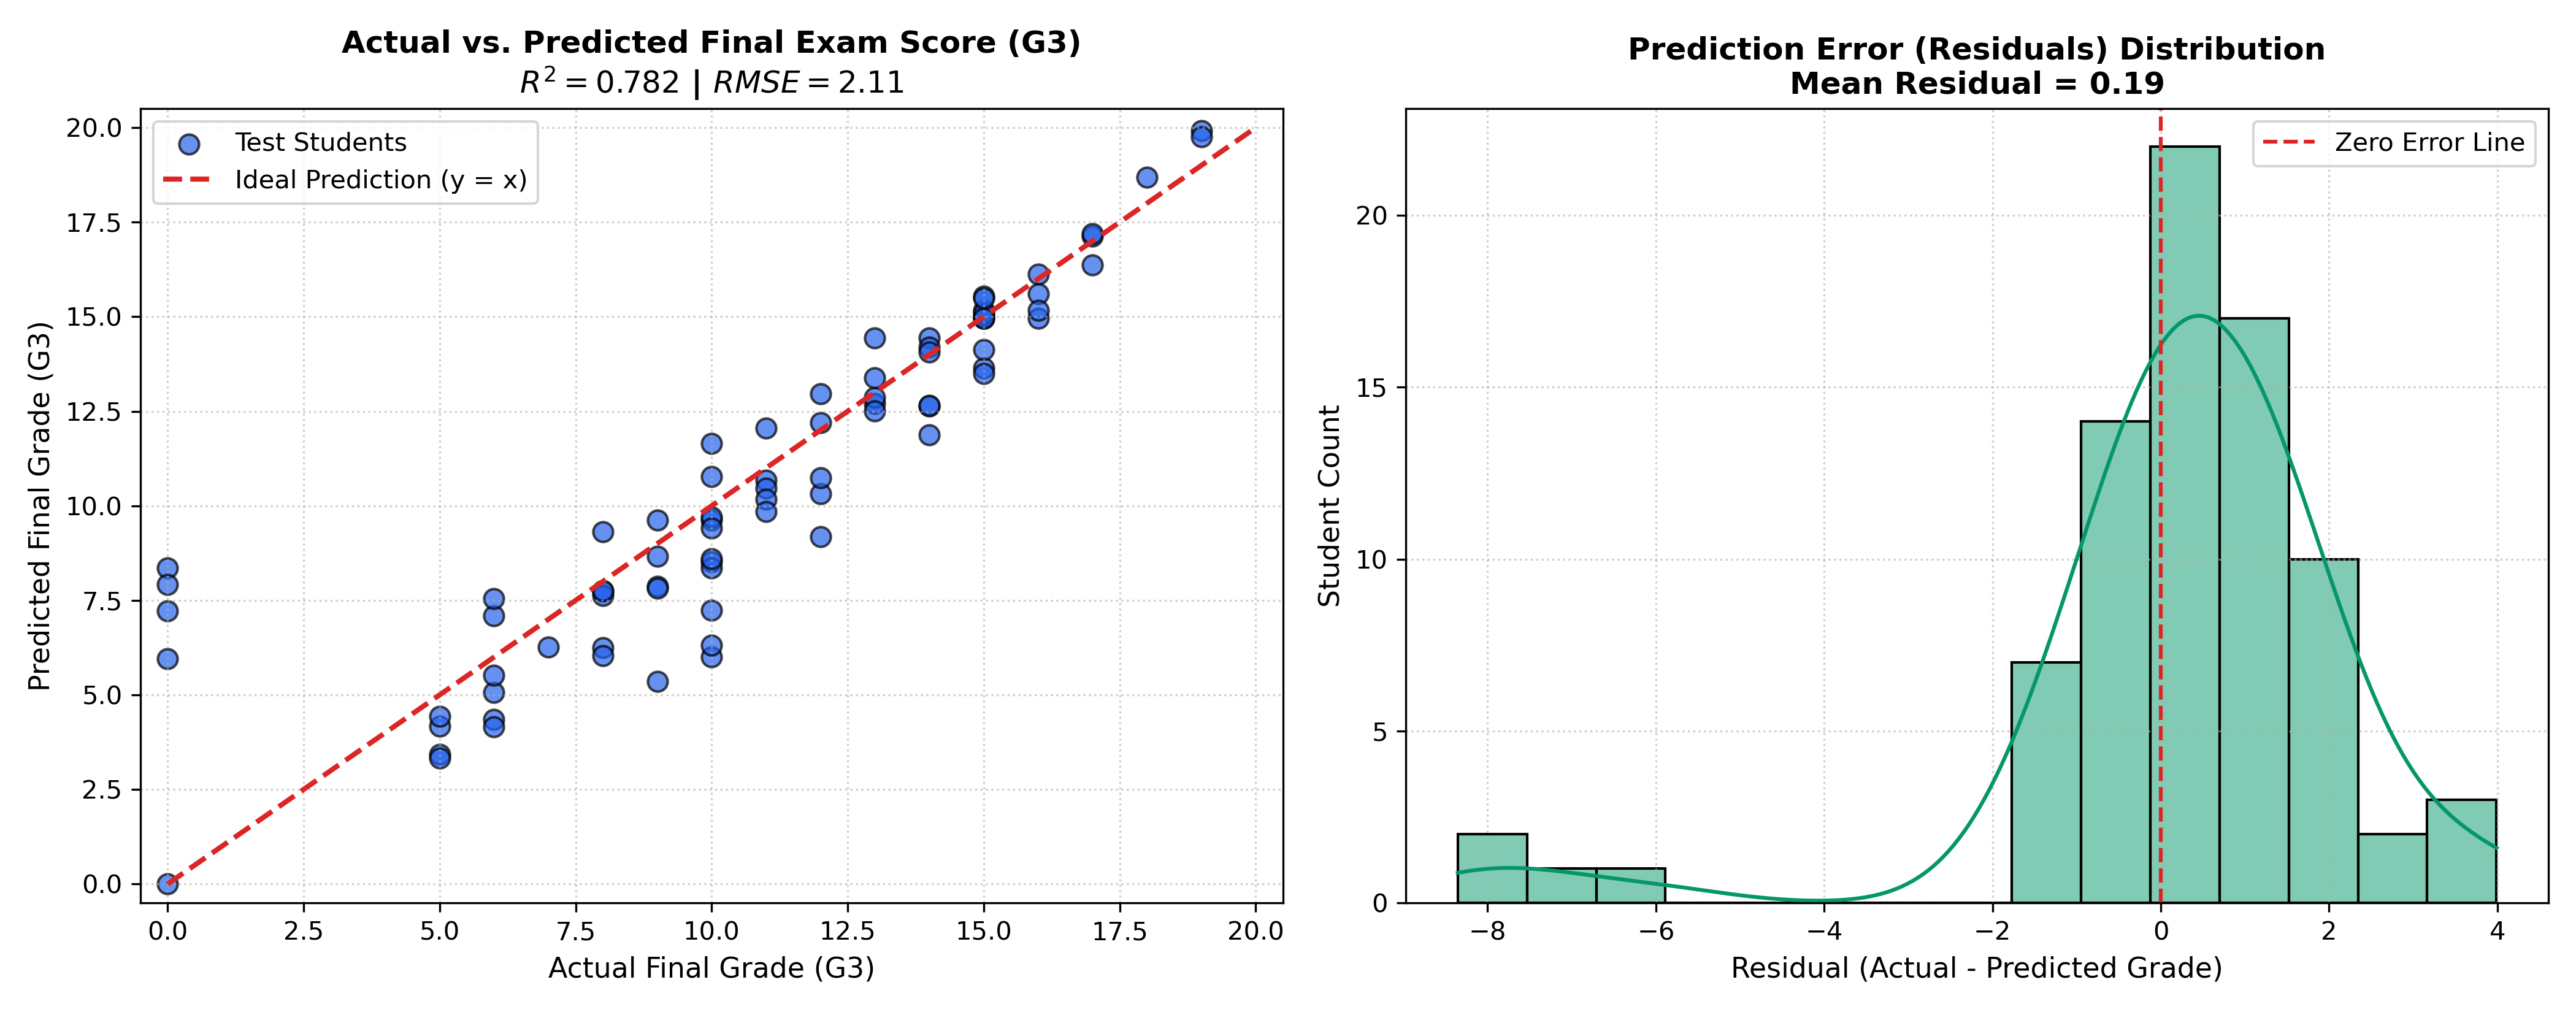 Actual vs. Predicted Final Exam Score (G3)
R² = 0.782 | RMSE = 2.11
Test Students
Ideal Prediction (y = x)
Predicted Final Grade (G3)
20.0
17.5
15.0
12.5
10.0
7.5
5.0
2.5
0.0
0.0 2.5 5.0 7.5 10.0 12.5 15.0 17.5 20.0
Actual Final Grade (G3)
Prediction Error (Residuals) Distribution
Mean Residual = 0.19
Zero Error Line
Student Count
20
15
10
5
0
−8 −6 −4 −2 0 2 4
Residual (Actual - Predicted Grade)